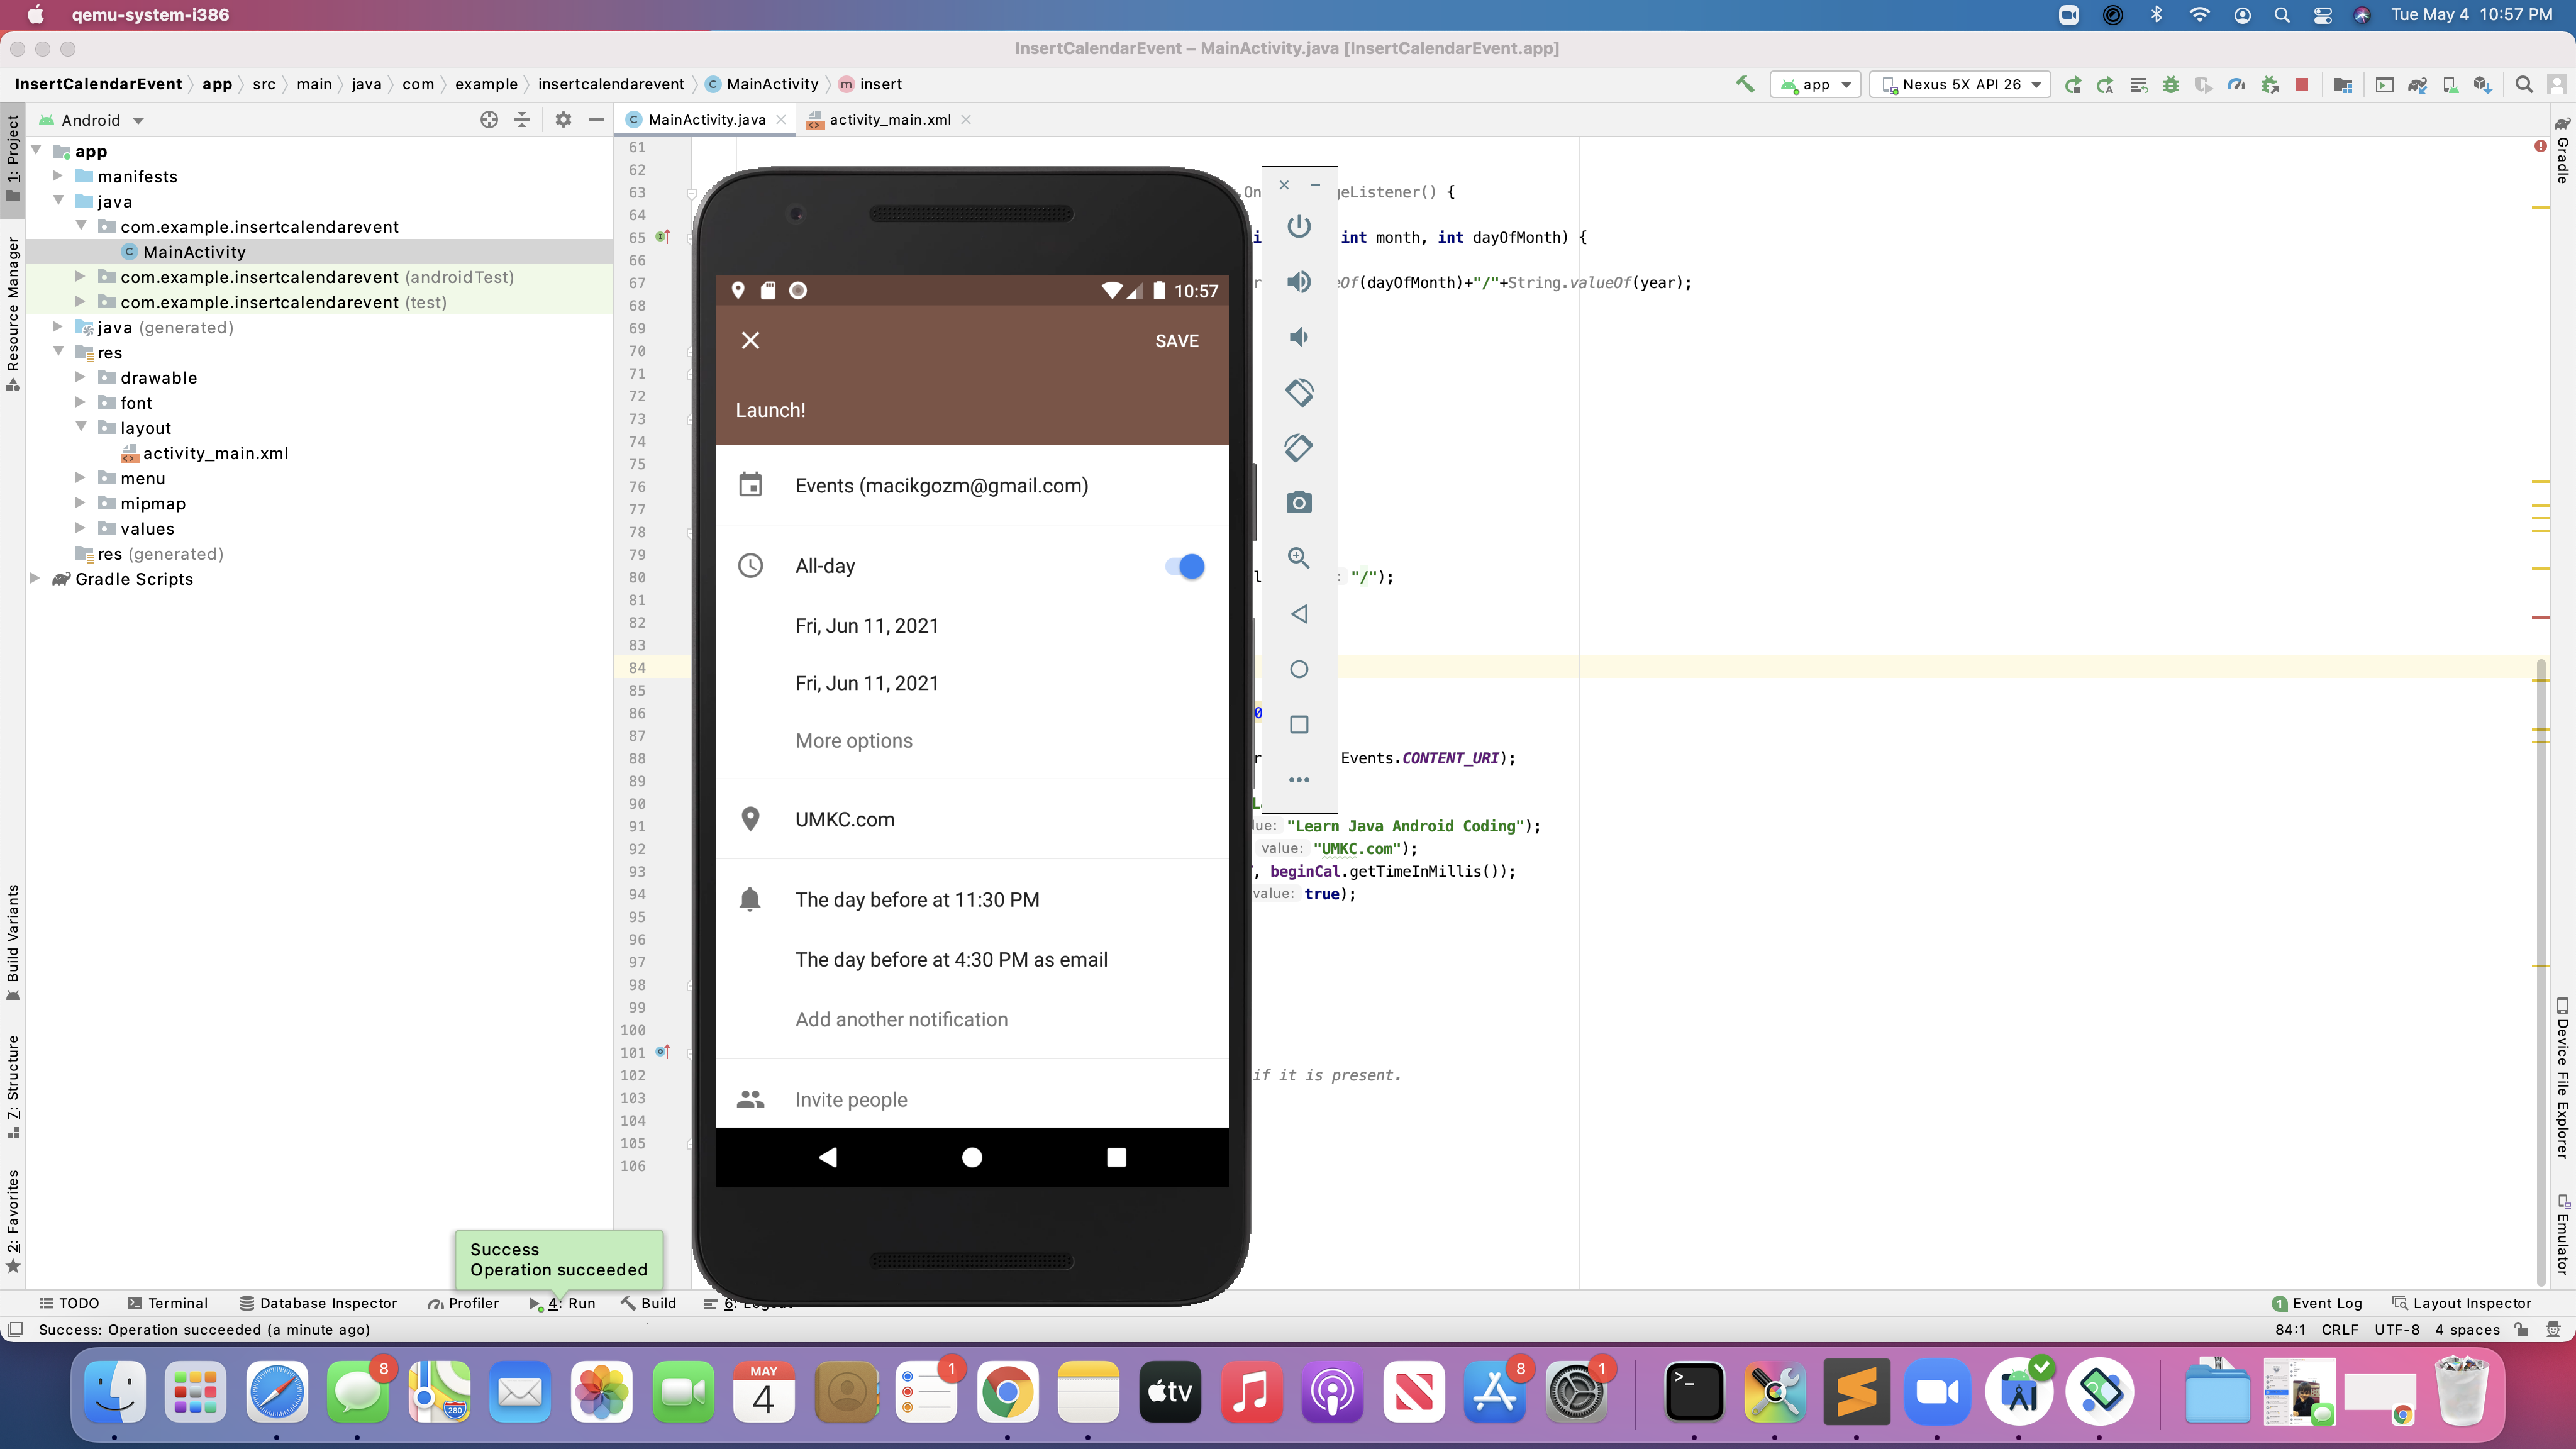 qemu-system-i386
Tue May 4 10:57 PM
InsertCalendarEvent – MainActivity.java [InsertCalendarEvent.app]
InsertCalendarEvent app src main java com example insertcalendarevent MainActivity insert
app Nexus 5X API 26
Android
MainActivity.java
activity_main.xml
app
manifests
java
com.example.insertcalendarevent
MainActivity
com.example.insertcalendarevent (androidTest)
com.example.insertcalendarevent (test)
java (generated)
res
drawable
font
layout
activity_main.xml
menu
mipmap
values
res (generated)
Gradle Scripts
1: Project
Resource Manager
Build Variants
7: Structure
2: Favorites
61
62
63
64
65
66
67
68
69
70
71
72
73
74
75
76
77
78
79
80
81
82
83
84
85
86
87
88
89
90
91
92
93
94
95
96
97
98
99
100
101
102
103
104
105
106
10:57
SAVE
Launch!
Events (macikgozm@gmail.com)
All-day
Fri, Jun 11, 2021
Fri, Jun 11, 2021
More options
UMKC.com
The day before at 11:30 PM
The day before at 4:30 PM as email
Add another notification
Invite people
eListener() {
int month, int dayOfMonth) {
Of(dayOfMonth)+"/"+String.valueOf(year);
"/");
Events.CONTENT_URI);
"Learn Java Android Coding");
value: "UMKC.com");
, beginCal.getTimeInMillis());
value: true);
if it is present.
Gradle
Device File Explorer
Emulator
Success
Operation succeeded
TODO Terminal Database Inspector Profiler 4: Run Build 6: Logcat
Event Log Layout Inspector
Success: Operation succeeded (a minute ago)
84:1 CRLF UTF-8 4 spaces
8
280
MAY
4
1
tv
8
1